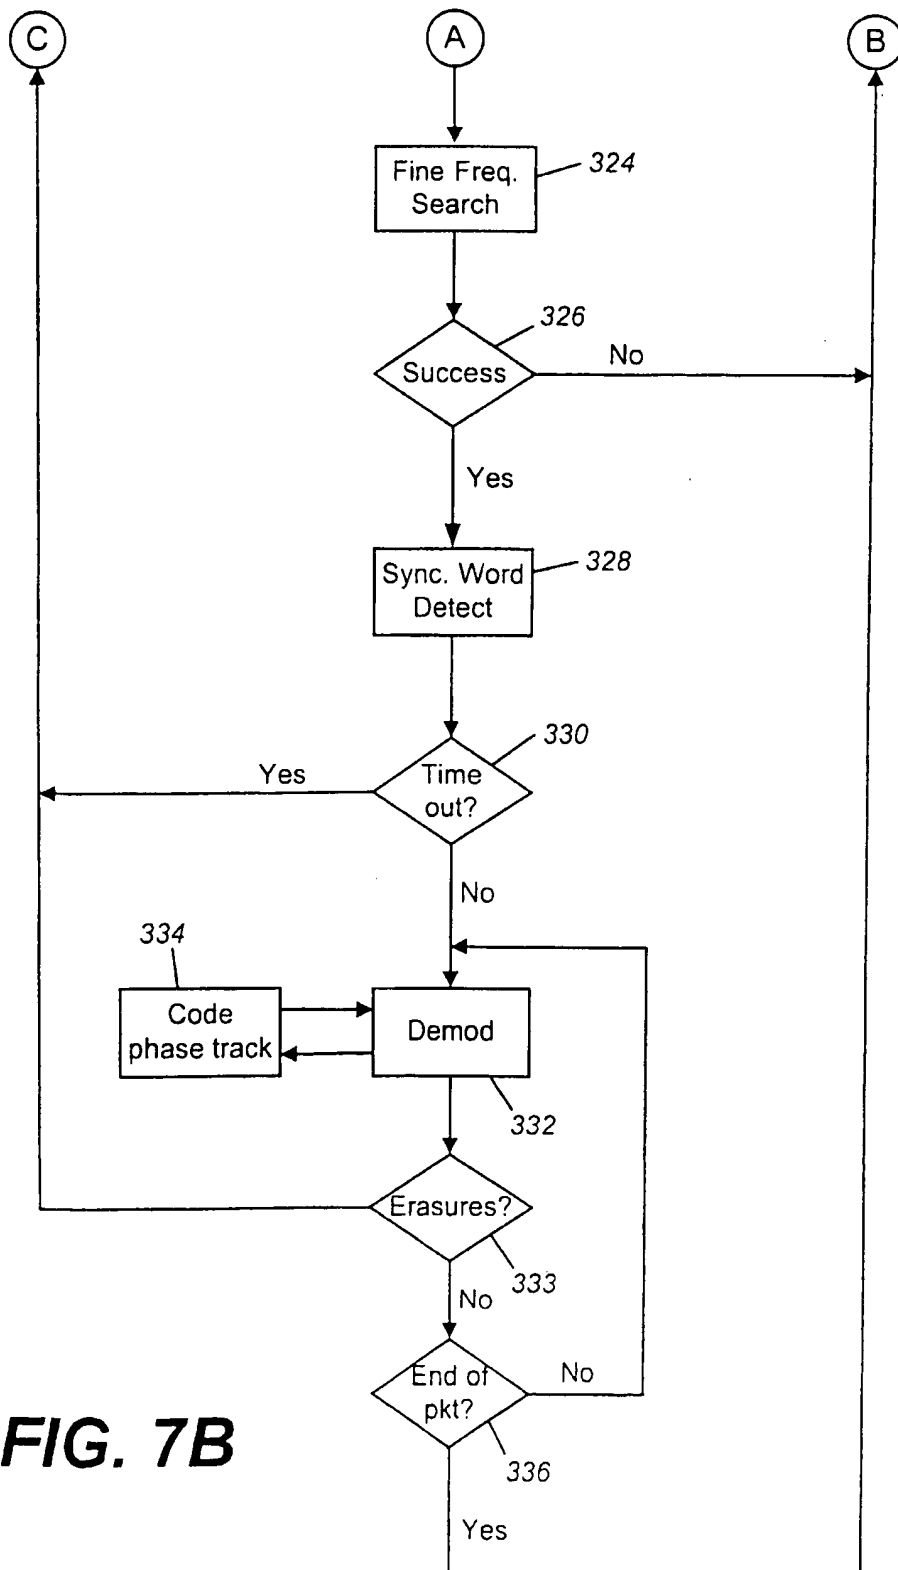 C
A
B
Fine Freq.
Search
324
326
Success
No
Yes
Sync. Word
Detect
328
330
Time
out?
Yes
No
334
Code
phase track
Demod
332
Erasures?
333
No
End of
pkt?
No
336
Yes
FIG. 7B